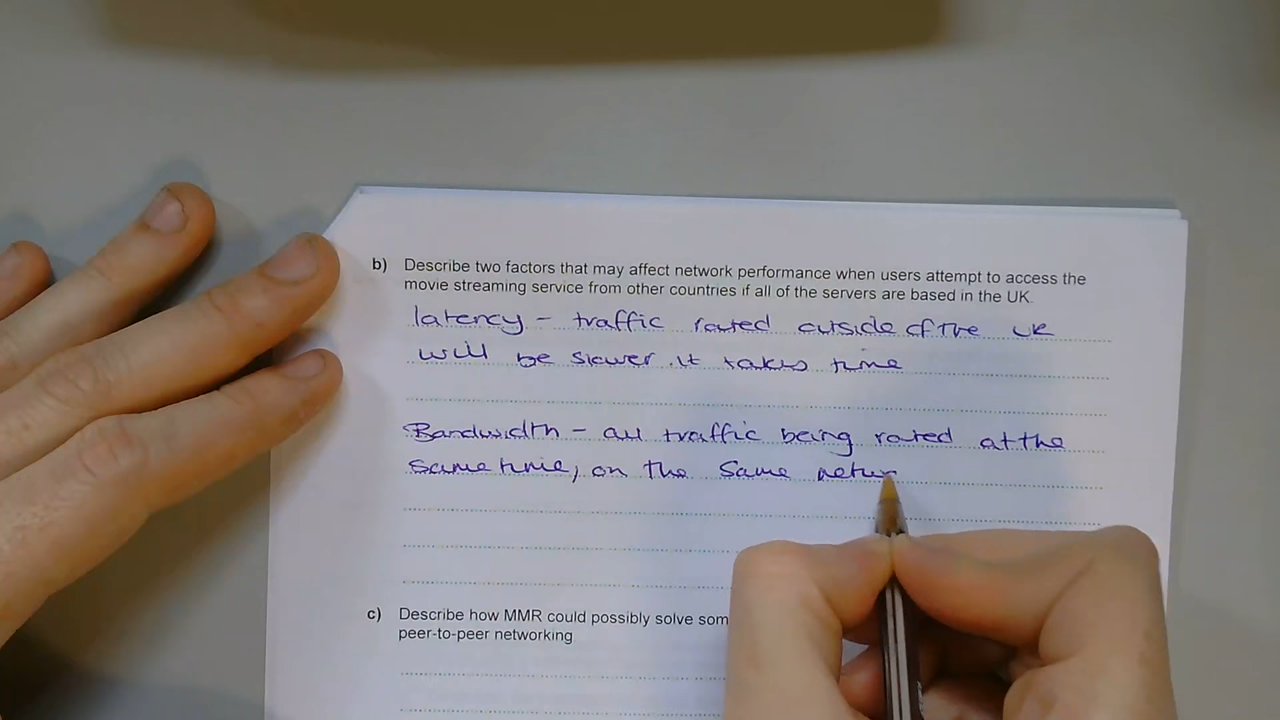 b) Describe two factors that may affect network performance when users attempt to access the
movie streaming service from other countries if all of the servers are based in the UK.
latency - traffic routed outside of the UK
will be slower. it takes time
Bandwidth - all traffic being routed at the
same time, on the same netw
c) Describe how MMR could possibly solve som
peer-to-peer networking